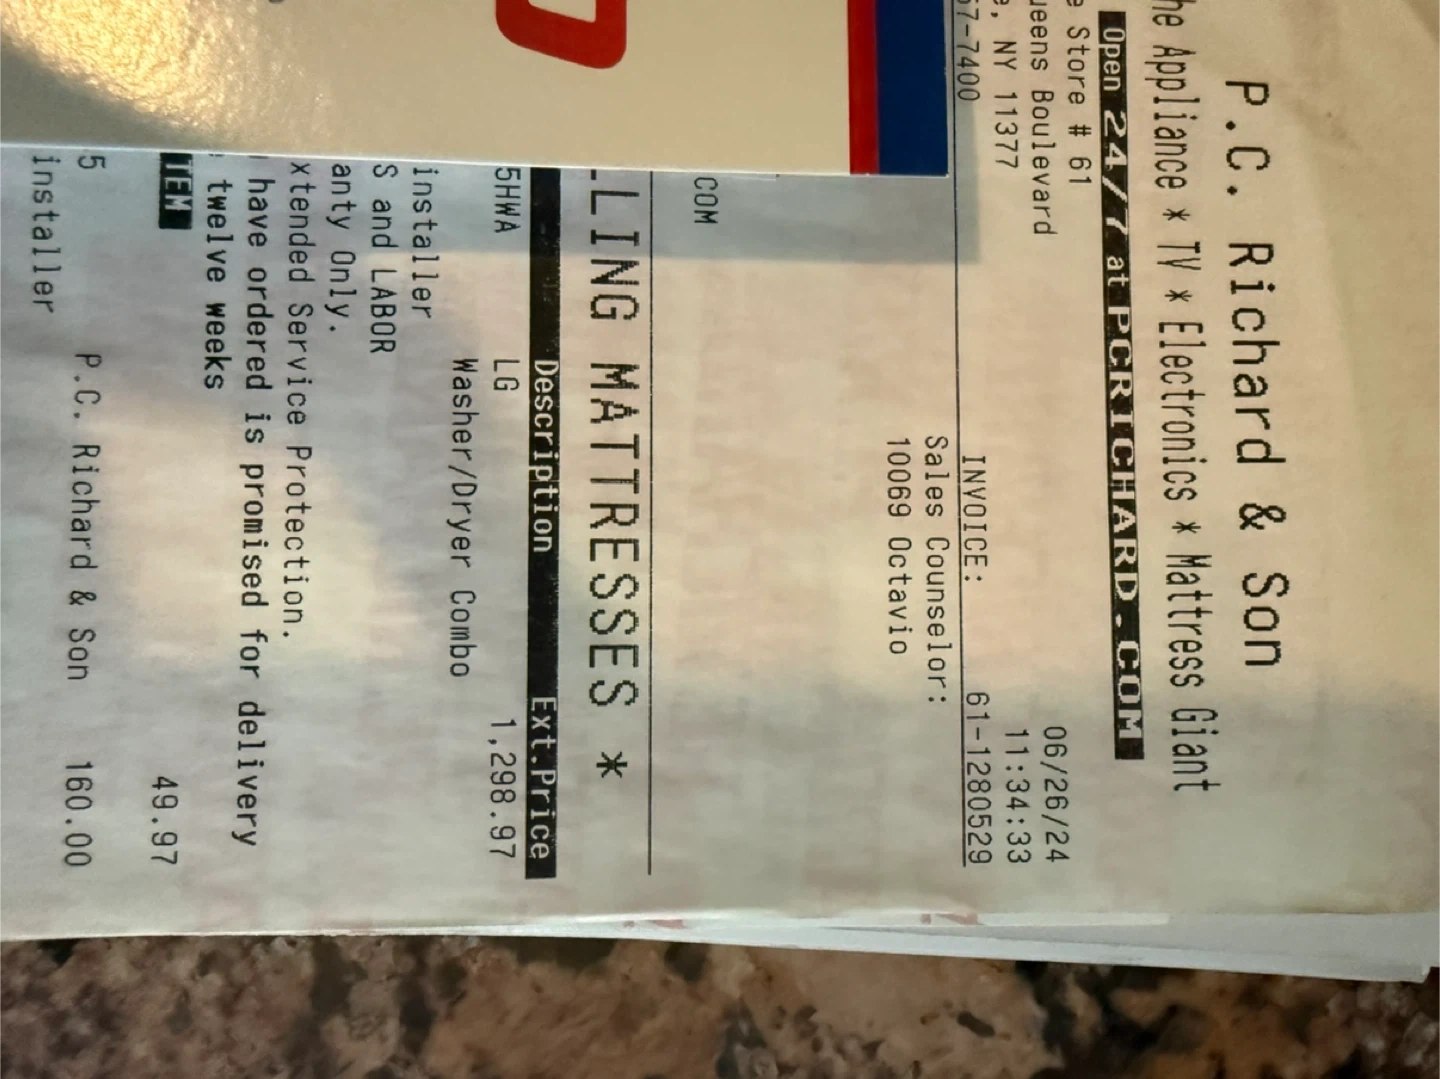 P.C. Richard & Son
he Appliance * TV * Electronics * Mattress Giant
Open 24/7 at PCRICHARD.COM
e Store # 61
ueens Boulevard
e, NY 11377
57-7400
06/26/24
11:34:33
INVOICE: 61-1280529
Sales Counselor:
10069 Octavio
COM
LING MATTRESSES *
Description Ext.Price
5HWA LG 1,298.97
Washer/Dryer Combo
installer
S and LABOR
anty Only.
xtended Service Protection.
have ordered is promised for delivery
twelve weeks
TEM 49.97
5 P.C. Richard & Son 160.00
installer